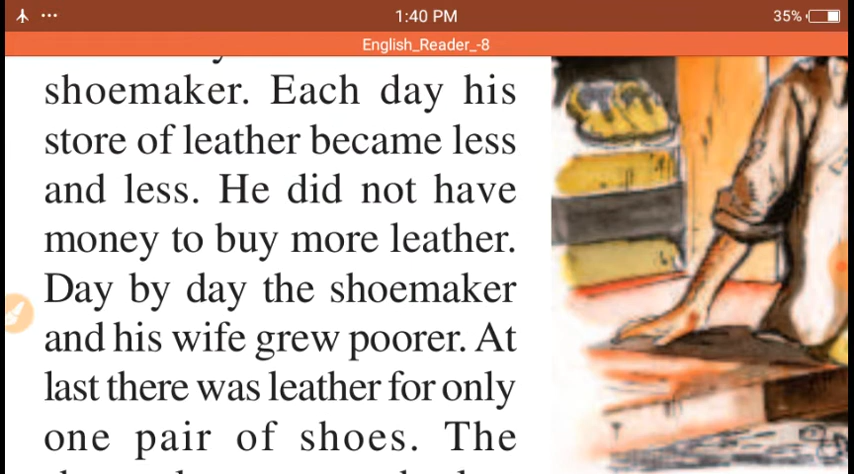 1:40 PM
35%
English_Reader_-8
shoemaker. Each day his
store of leather became less
and less. He did not have
money to buy more leather.
Day by day the shoemaker
and his wife grew poorer. At
last there was leather for only
one pair of shoes. The